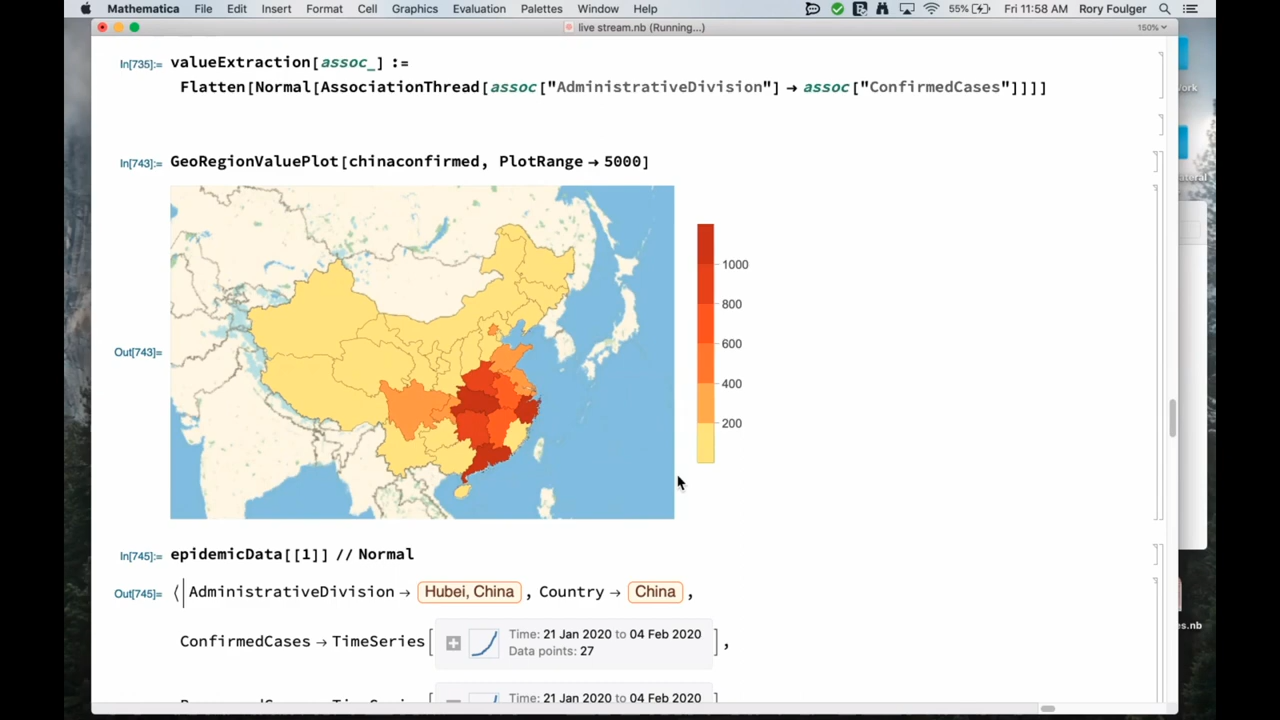 Mathematica File Edit Insert Format Cell Graphics Evaluation Palettes Window Help 55% Fri 11:58 AM Rory Foulger
live stream.nb (Running...) 150%
In[735]:= valueExtraction[assoc_] :=
Flatten[Normal[AssociationThread[assoc["AdministrativeDivision"] → assoc["ConfirmedCases"]]]]
In[743]:= GeoRegionValuePlot[chinaconfirmed, PlotRange → 5000]
1000
800
600
400
200
Out[743]=
In[745]:= epidemicData[[1]] // Normal
Out[745]= ⟨|AdministrativeDivision → Hubei, China , Country → China ,
ConfirmedCases → TimeSeries[ Time: 21 Jan 2020 to 04 Feb 2020
Data points: 27 ] ,
Time: 21 Jan 2020 to 04 Feb 2020